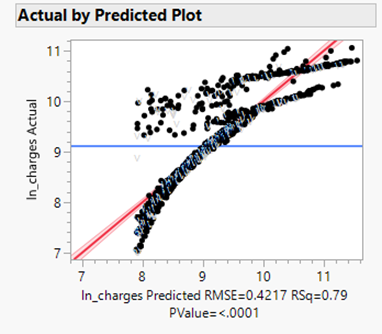 Actual by Predicted Plot
11
10
9
8
7
ln_charges Actual
7 8 9 10 11
ln_charges Predicted RMSE=0.4217 RSq=0.79
PValue=<.0001